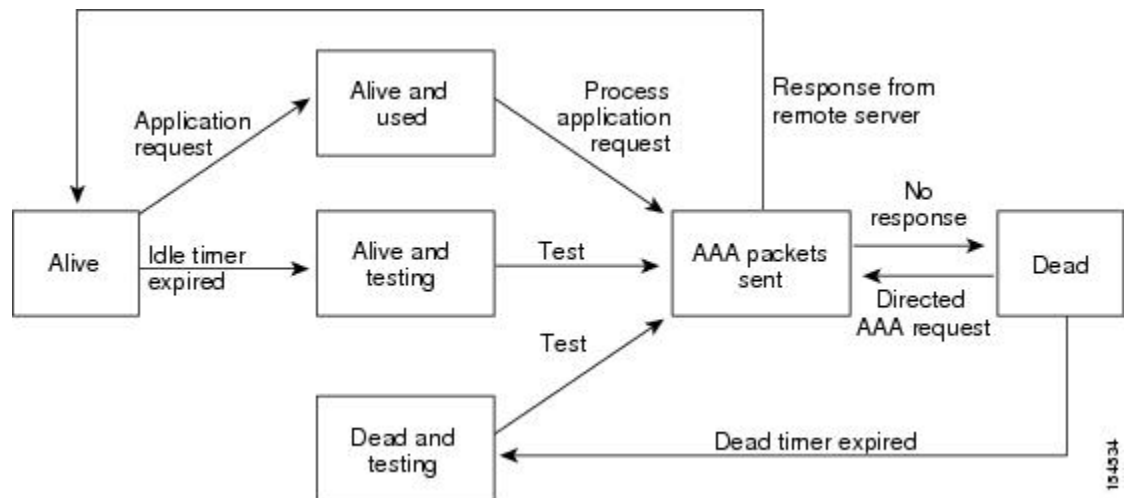 Alive and
used
Process
application
request
Response from
remote server
Application
request
No
response
Alive
Idle timer
expired
Alive and
testing
Test
AAA packets
sent
Dead
Directed
AAA request
Test
Dead and
testing
Dead timer expired
154534